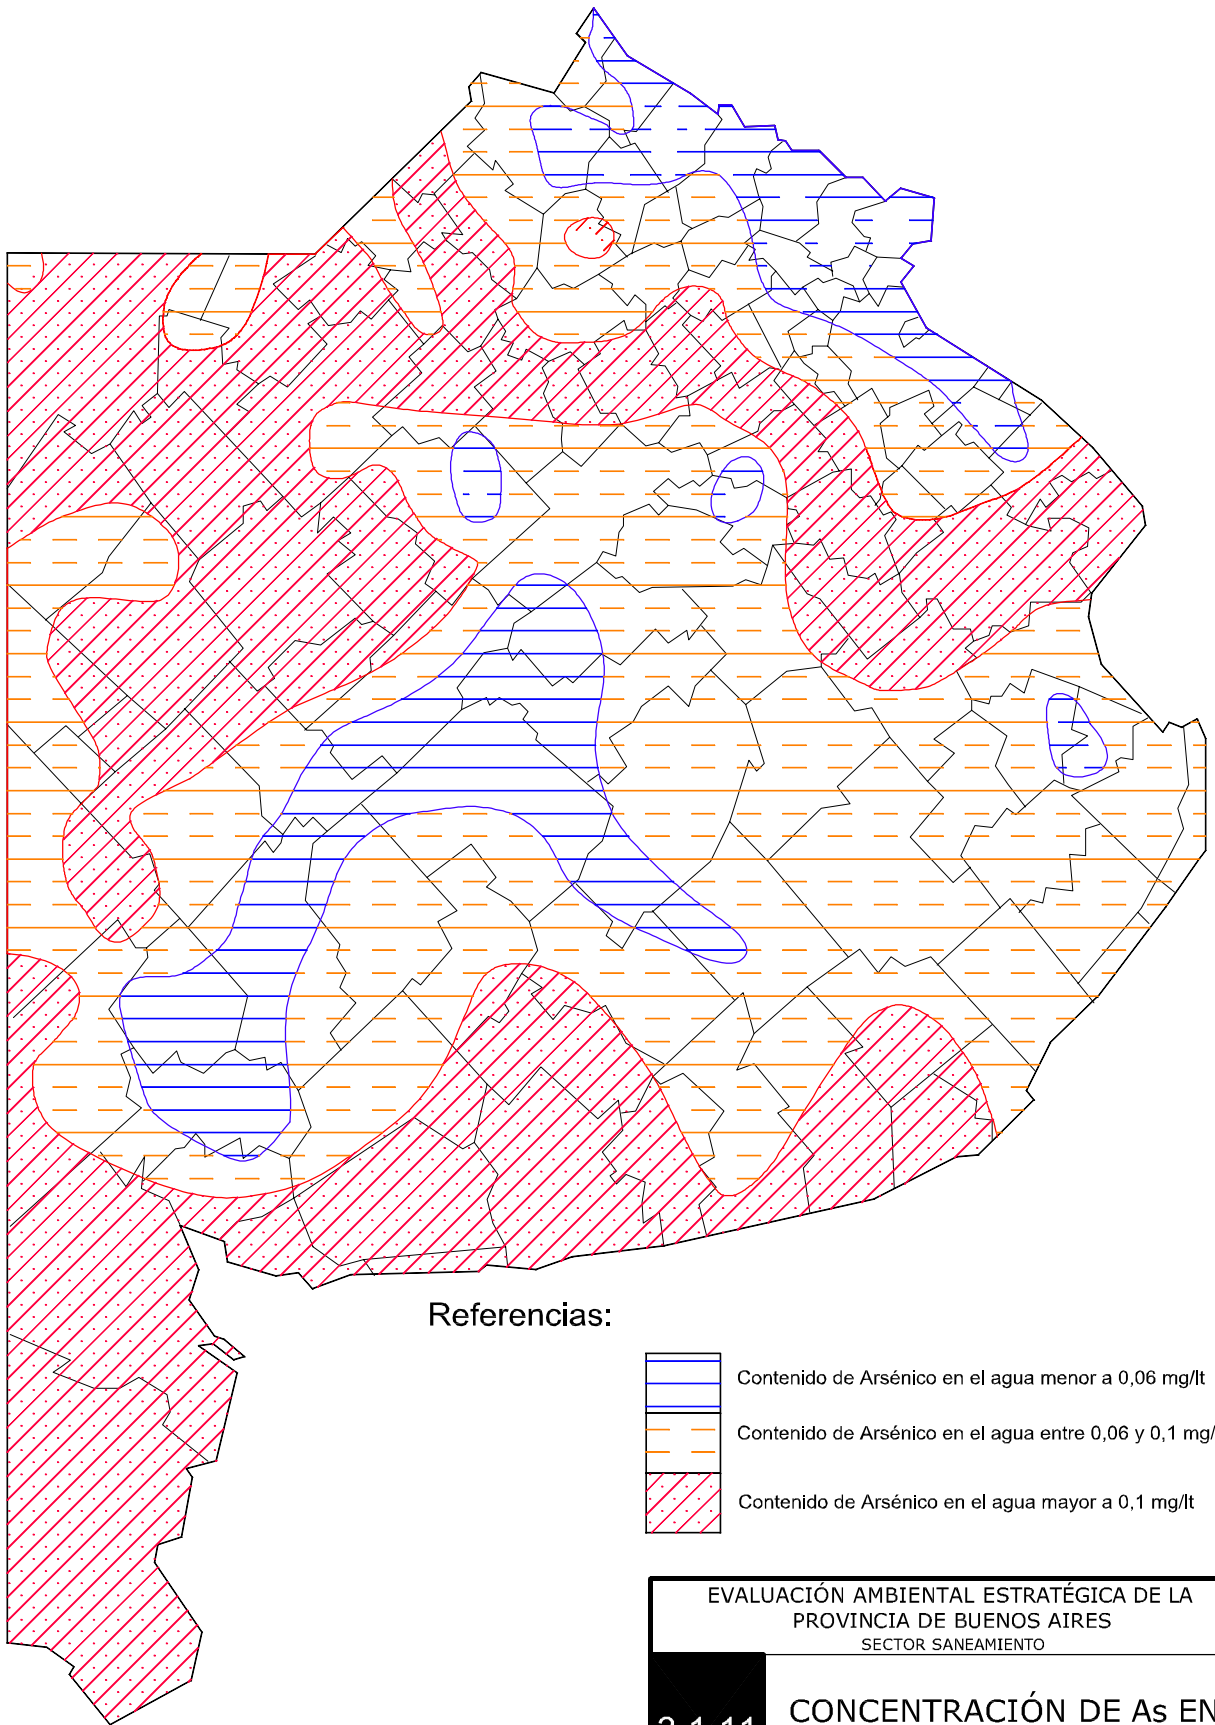 Referencias:
Contenido de Arsénico en el agua menor a 0,06 mg/lt
Contenido de Arsénico en el agua entre 0,06 y 0,1 mg/
Contenido de Arsénico en el agua mayor a 0,1 mg/lt
EVALUACIÓN AMBIENTAL ESTRATÉGICA DE LA
PROVINCIA DE BUENOS AIRES
SECTOR SANEAMIENTO
CONCENTRACIÓN DE As EN